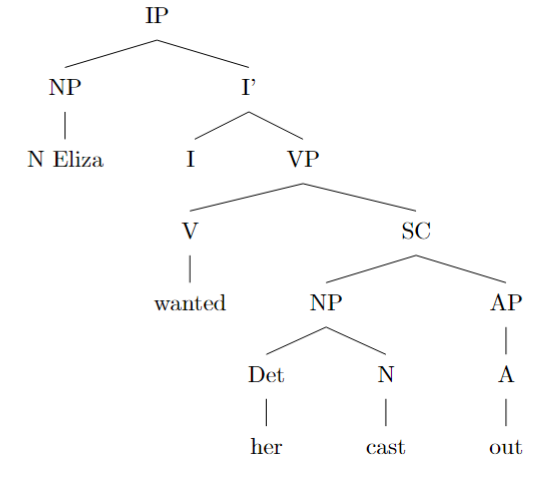 IP
NP I'
N Eliza I VP
V SC
wanted NP AP
Det N A
her cast out